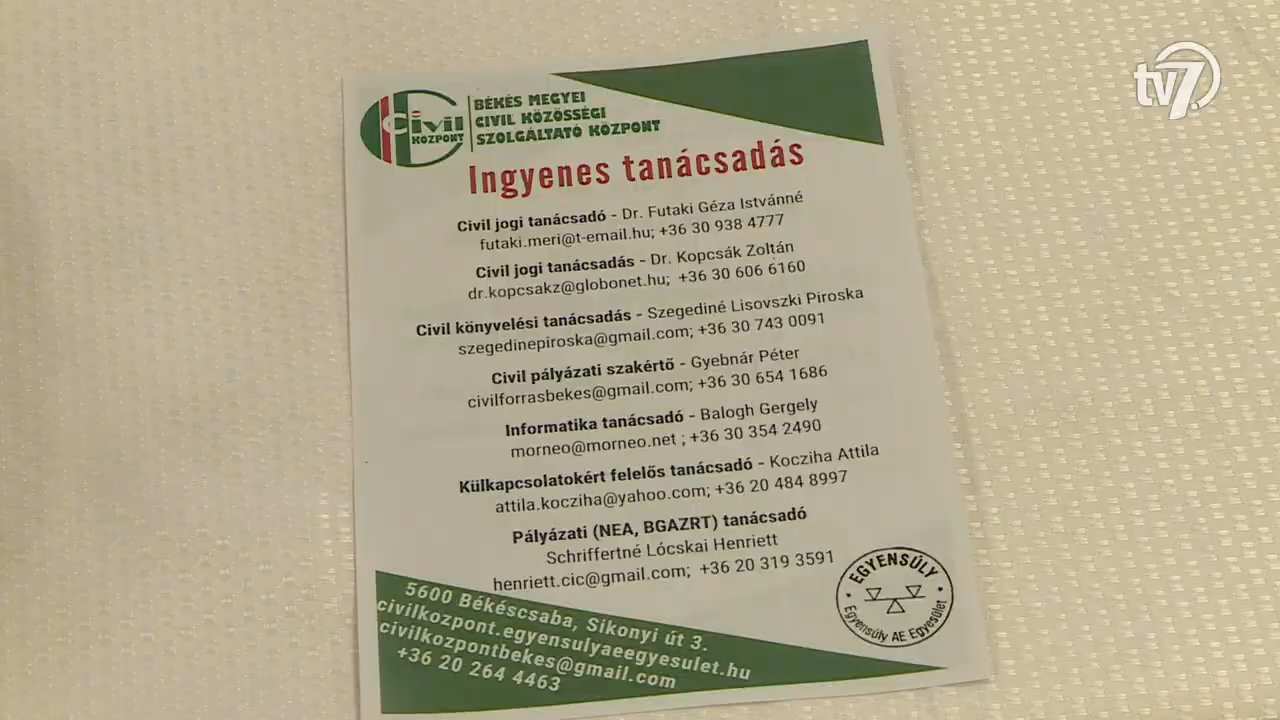 tv7
Civil
KÖZPONT
BÉKÉS MEGYEI
CIVIL KÖZÖSSÉGI
SZOLGÁLTATÓ KÖZPONT
Ingyenes tanácsadás
Civil jogi tanácsadó - Dr. Futaki Géza Istvánné
futaki.meri@t-email.hu; +36 30 938 4777
Civil jogi tanácsadás - Dr. Kopcsák Zoltán
dr.kopcsakz@globonet.hu; +36 30 606 6160
Civil könyvelési tanácsadás - Szegediné Lisovszki Piroska
szegedinepiroska@gmail.com; +36 30 743 0091
Civil pályázati szakértő - Gyebnár Péter
civilforrasbekes@gmail.com; +36 30 654 1686
Informatika tanácsadó - Balogh Gergely
morneo@morneo.net ; +36 30 354 2490
Külkapcsolatokért felelős tanácsadó - Kocziha Attila
attila.kocziha@yahoo.com; +36 20 484 8997
Pályázati (NEA, BGAZRT) tanácsadó
Schriffertné Lócskai Henriett
henriett.cic@gmail.com; +36 20 319 3591
EGYENSÚLY
Egyensúly AE Egyesület
5600 Békéscsaba, Sikonyi út 3.
civilkozpont.egyensulyaeegyesulet.hu
civilkozpontbekes@gmail.com
+36 20 264 4463